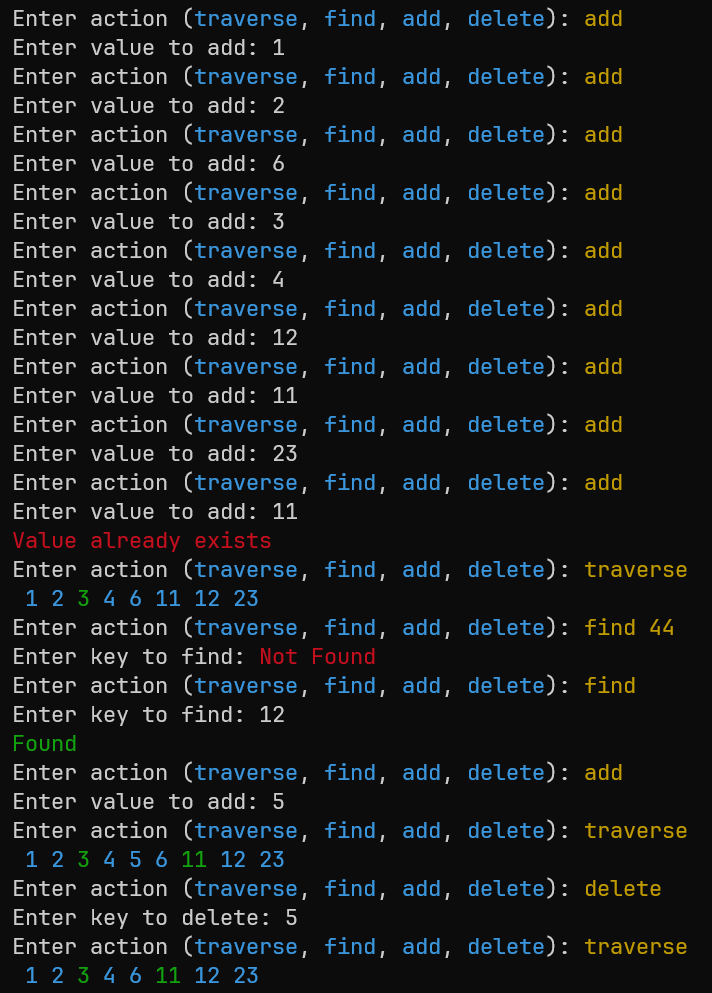 Enter action (traverse, find, add, delete): add
Enter value to add: 1
Enter action (traverse, find, add, delete): add
Enter value to add: 2
Enter action (traverse, find, add, delete): add
Enter value to add: 6
Enter action (traverse, find, add, delete): add
Enter value to add: 3
Enter action (traverse, find, add, delete): add
Enter value to add: 4
Enter action (traverse, find, add, delete): add
Enter value to add: 12
Enter action (traverse, find, add, delete): add
Enter value to add: 11
Enter action (traverse, find, add, delete): add
Enter value to add: 23
Enter action (traverse, find, add, delete): add
Enter value to add: 11
Value already exists
Enter action (traverse, find, add, delete): traverse
 1 2 3 4 6 11 12 23
Enter action (traverse, find, add, delete): find 44
Enter key to find: Not Found
Enter action (traverse, find, add, delete): find
Enter key to find: 12
Found
Enter action (traverse, find, add, delete): add
Enter value to add: 5
Enter action (traverse, find, add, delete): traverse
 1 2 3 4 5 6 11 12 23
Enter action (traverse, find, add, delete): delete
Enter key to delete: 5
Enter action (traverse, find, add, delete): traverse
 1 2 3 4 6 11 12 23